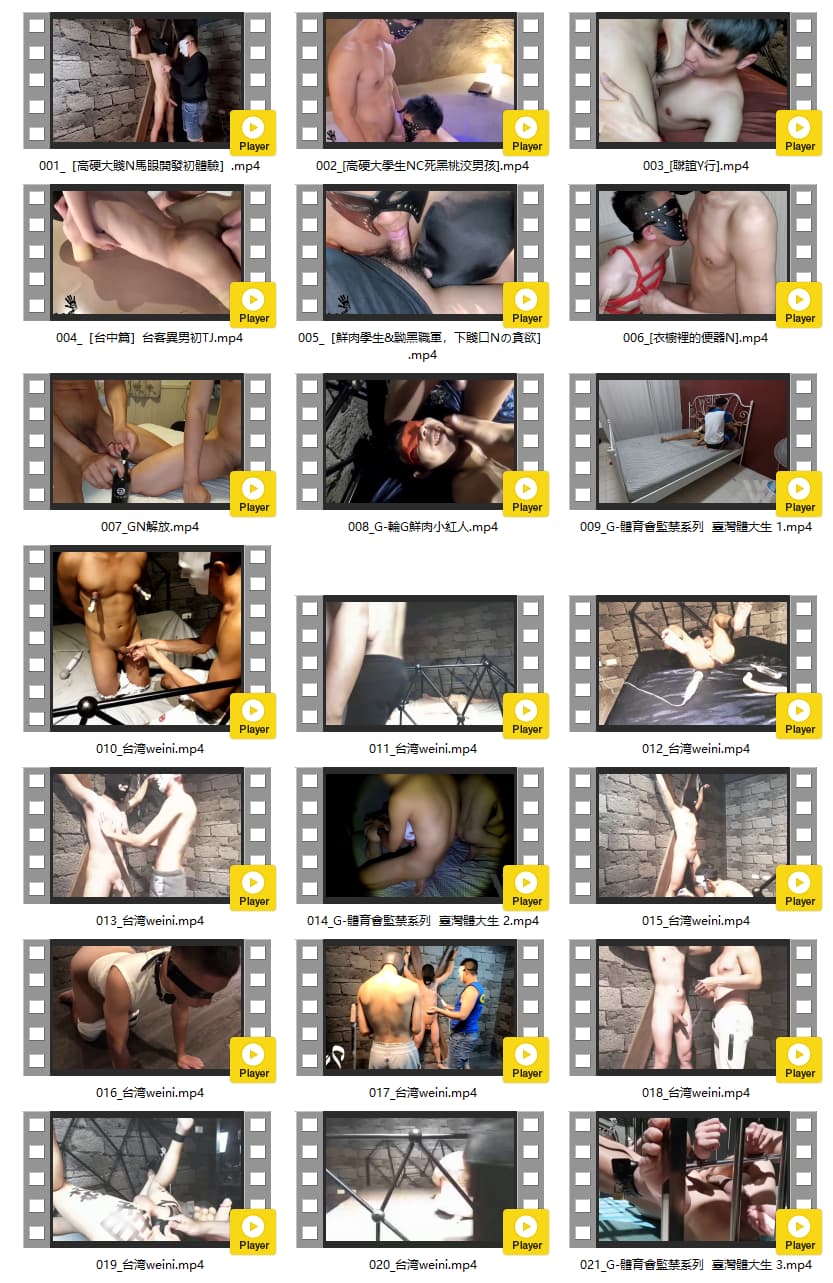 Player
Player
Player
001_［高硬大賤N馬眼開發初體驗］.mp4
002_[高硬大學生NC死黑桃洨男孩].mp4
003_[聯誼Y行].mp4
Player
Player
Player
004_［台中篇］台客異男初TJ.mp4
005_［鮮肉學生&黝黑職軍，下賤口Nの貪欲］
.mp4
006_[衣櫥裡的便器N].mp4
Player
Player
Player
007_GN解放.mp4
008_G-輪G鮮肉小紅人.mp4
009_G-體育會監禁系列 臺灣體大生 1.mp4
Player
Player
Player
010_台湾weini.mp4
011_台湾weini.mp4
012_台湾weini.mp4
Player
Player
Player
013_台湾weini.mp4
014_G-體育會監禁系列 臺灣體大生 2.mp4
015_台湾weini.mp4
Player
Player
Player
016_台湾weini.mp4
017_台湾weini.mp4
018_台湾weini.mp4
Player
Player
Player
019_台湾weini.mp4
020_台湾weini.mp4
021_G-體育會監禁系列 臺灣體大生 3.mp4